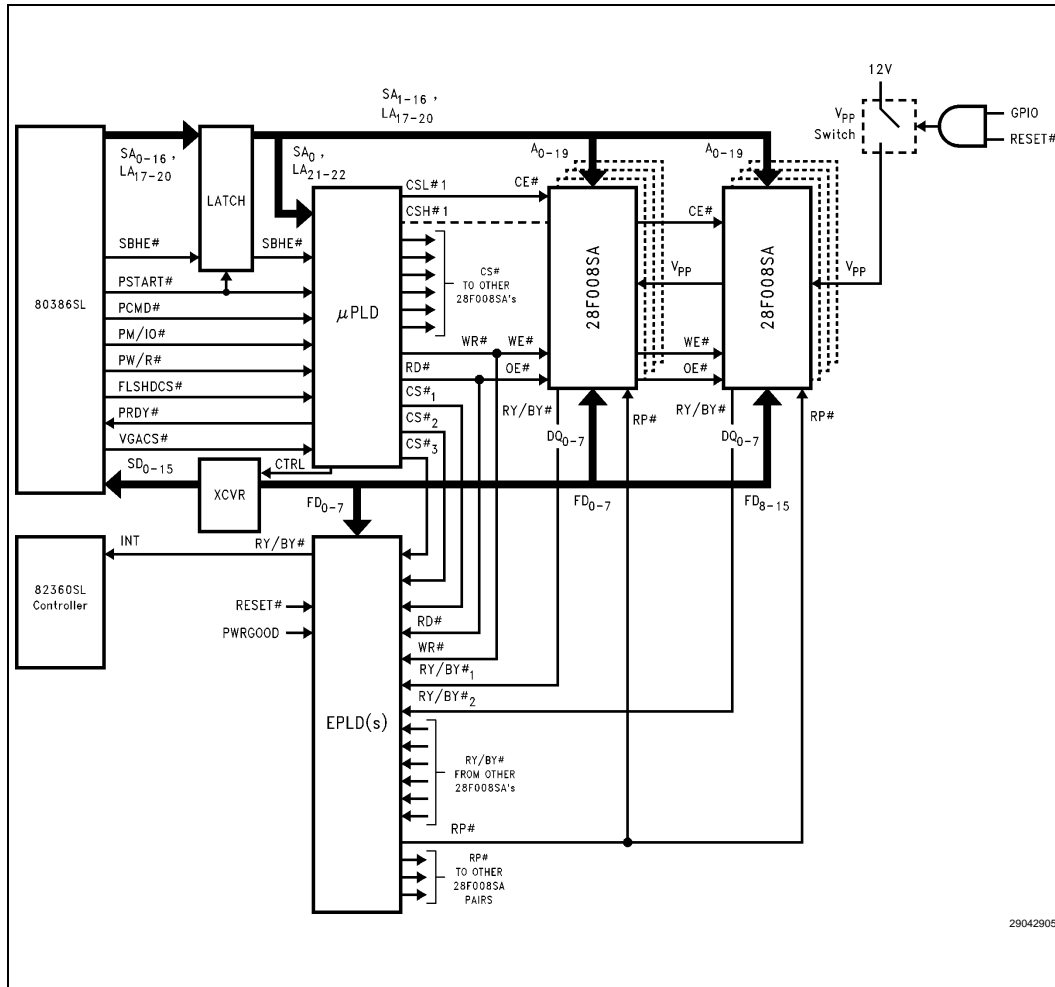 12V
SA1-16 ,
LA17-20
VPP
Switch
GPIO
RESET#
SA0-16 ,
LA17-20
SA0 ,
LA21-22
A0-19
A0-19
LATCH
CSL#1
CE#
CSH#1
CE#
SBHE#
SBHE#
CS#
TO OTHER
28F008SA's
28F008SA
28F008SA
VPP
VPP
80386SL
PSTART#
μPLD
PCMD#
PM/IO#
WR#
WE#
WE#
PW/R#
RD#
OE#
OE#
FLSHDCS#
CS#1
RY/BY#
RP#
RY/BY#
RP#
PRDY#
CS#2
DQ0-7
DQ0-7
VGACS#
CS#3
SD0-15
CTRL
XCVR
FD0-7
FD0-7
FD8-15
INT
RY/BY#
82360SL
Controller
RESET#
PWRGOOD
RD#
WR#
RY/BY#1
RY/BY#2
EPLD(s)
RY/BY#
FROM OTHER
28F008SA's
RP#
RP#
TO OTHER
28F008SA
PAIRS
29042905